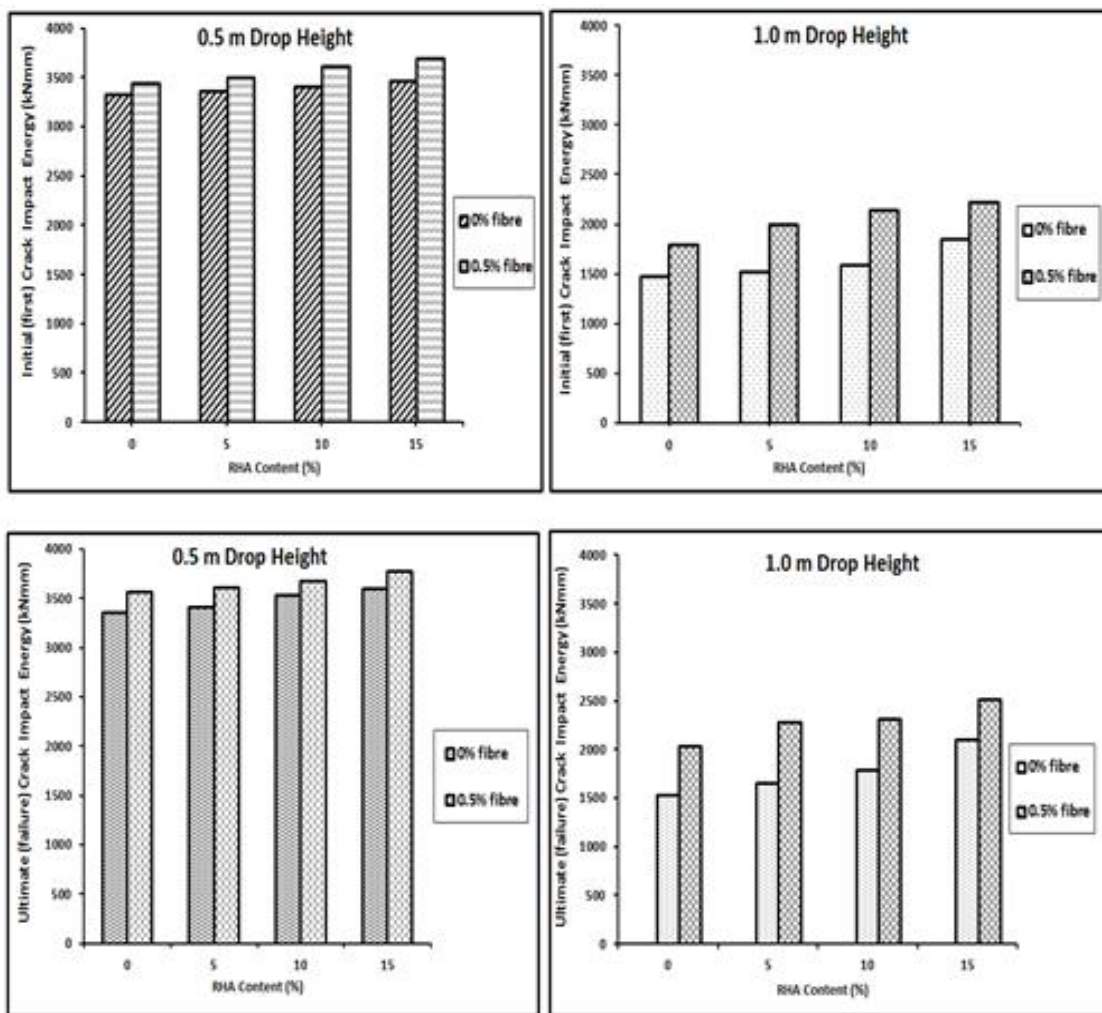 0.5 m Drop Height
Initial (first) Crack Impact Energy (kNmm)
4000
3500
3000
2500
2000
1500
1000
500
0
0 5 10 15
RHA Content (%)
0% fibre
0.5% fibre
1.0 m Drop Height
Initial (first) Crack Impact Energy (kNmm)
4000
3500
3000
2500
2000
1500
1000
500
0
0 5 10 15
RHA Content (%)
0% fibre
0.5% fibre
0.5 m Drop Height
Ultimate (failure) Crack Impact Energy (kNmm)
4000
3500
3000
2500
2000
1500
1000
500
0
0 5 10 15
RHA Content (%)
0% fibre
0.5% fibre
1.0 m Drop Height
Ultimate (failure) Crack Impact Energy (kNmm)
4000
3500
3000
2500
2000
1500
1000
500
0
0 5 10 15
RHA Content (%)
0% fibre
0.5% fibre